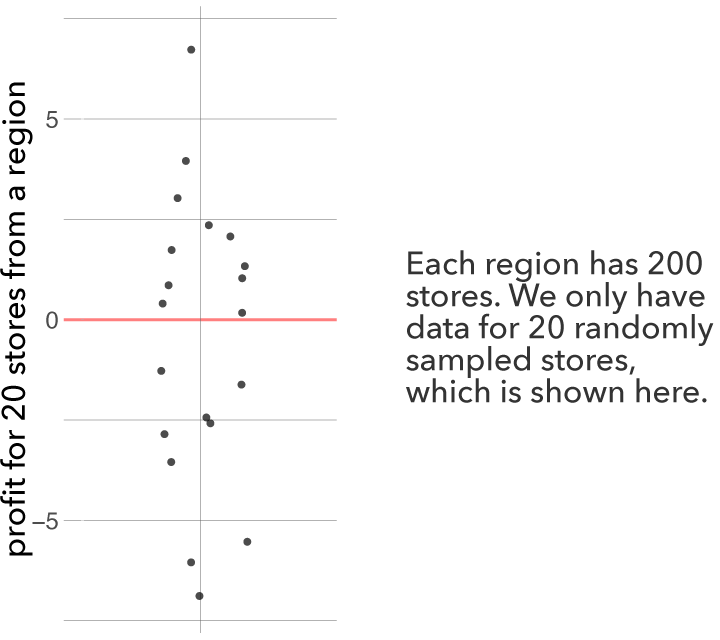 profit for 20 stores from a region
5
0
−5
Each region has 200
stores. We only have
data for 20 randomly
sampled stores,
which is shown here.